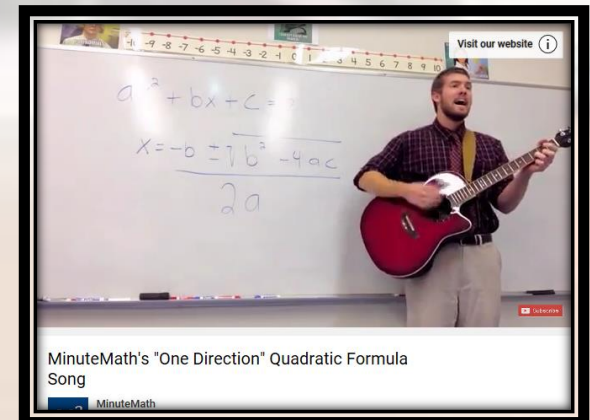 -9 -8 -7 -6 -5 -4 -3 -2 -1 0 1 2 3 4 5 6 7 8 9 10
Visit our website
a ² + bx + c =
x = -b ± √ b² - 4ac
2a
Subscribe
MinuteMath's "One Direction" Quadratic Formula
Song
MinuteMath